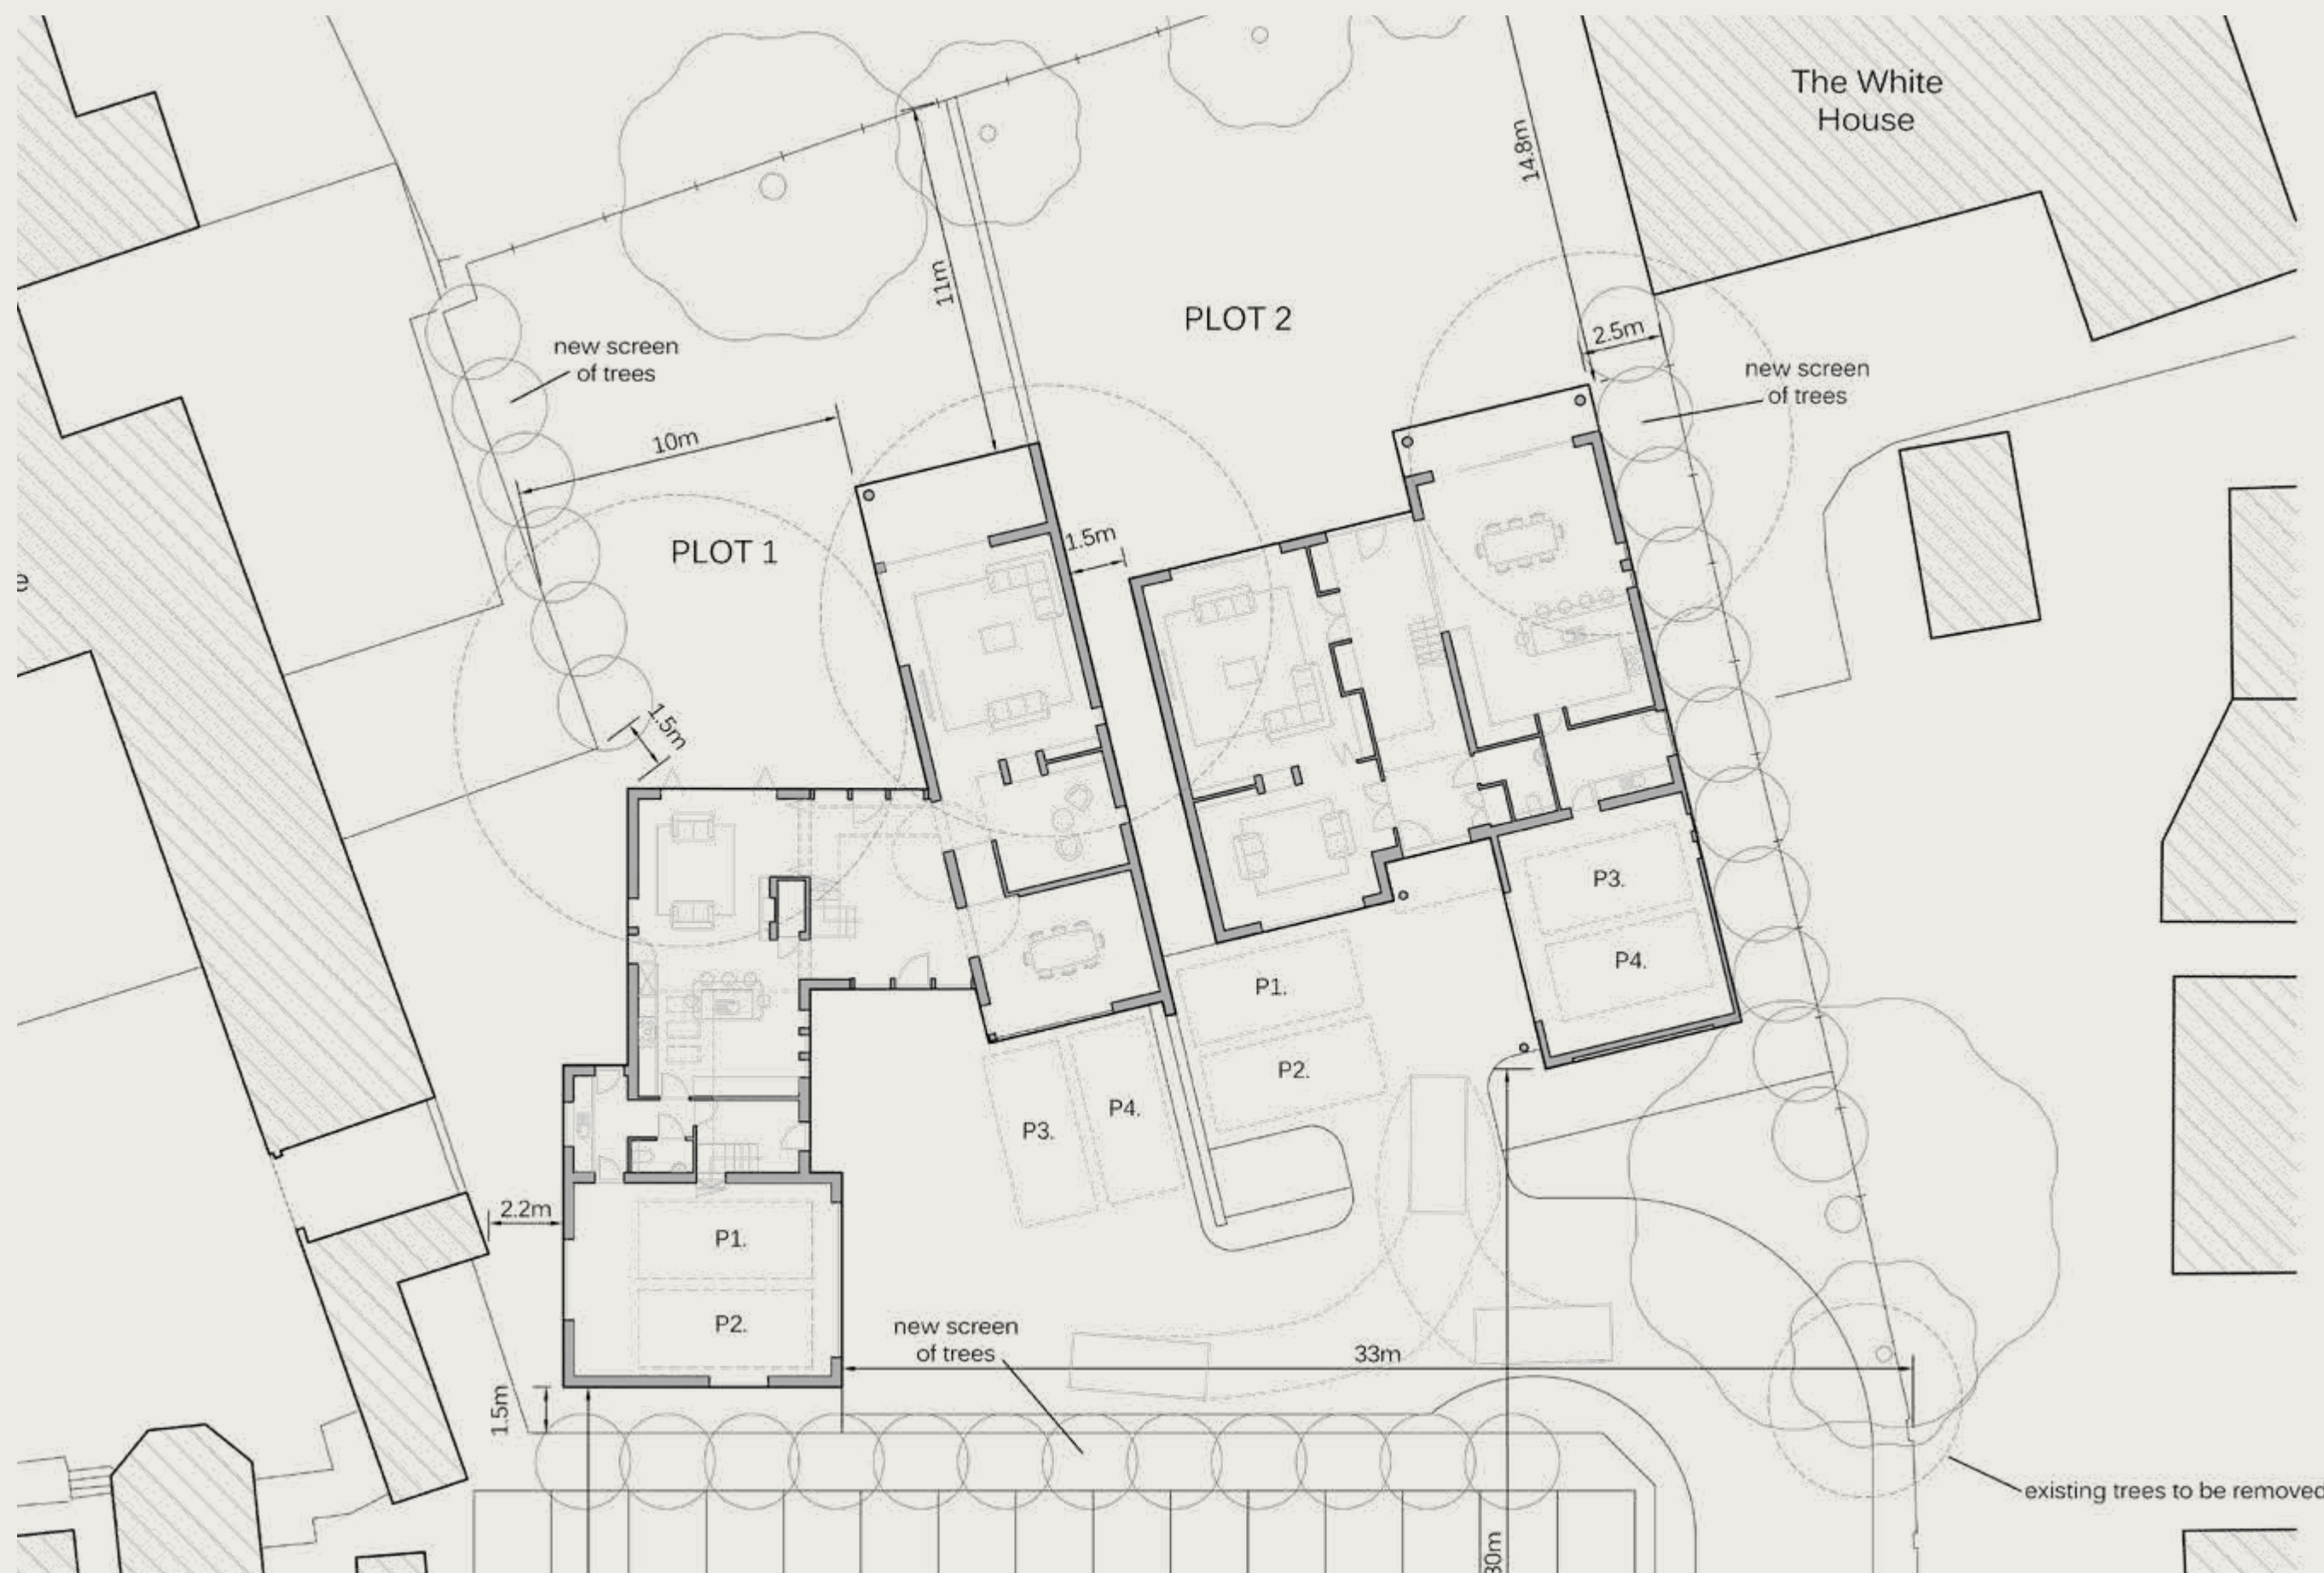 The White
House
14.8m
11m
PLOT 2
2.5m
new screen
of trees
new screen
of trees
10m
1.5m
PLOT 1
e
1.5m
P3.
P4.
P1.
P2.
P4.
P3.
2.2m
P1.
P2.
new screen
of trees
33m
1.5m
existing trees to be removed
30m